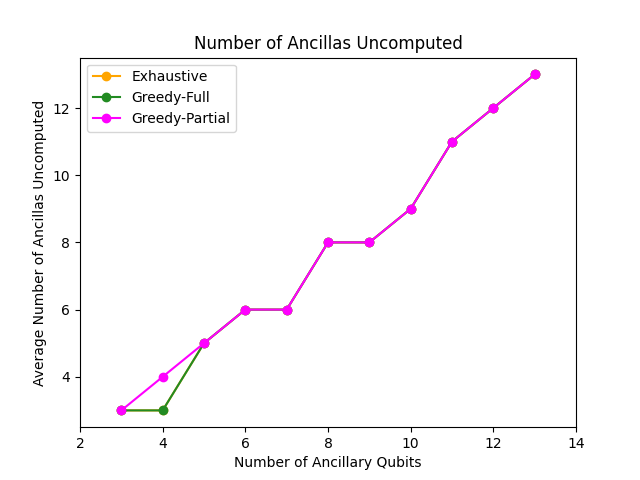 Number of Ancillas Uncomputed
Exhaustive
Greedy-Full
Greedy-Partial
Average Number of Ancillas Uncomputed
12
10
8
6
4
2 4 6 8 10 12 14
Number of Ancillary Qubits